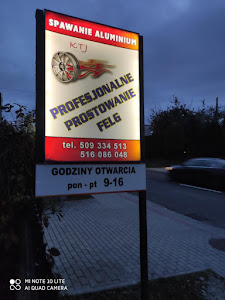 SPAWANIE ALUMINIUM
KTJ
PROFESJONALNE
PROSTOWANIE
FELG
tel. 509 334 513
516 086 048
GODZINY OTWARCIA
pon - pt 9-16
MI NOTE 10 LITE
AI QUAD CAMERA